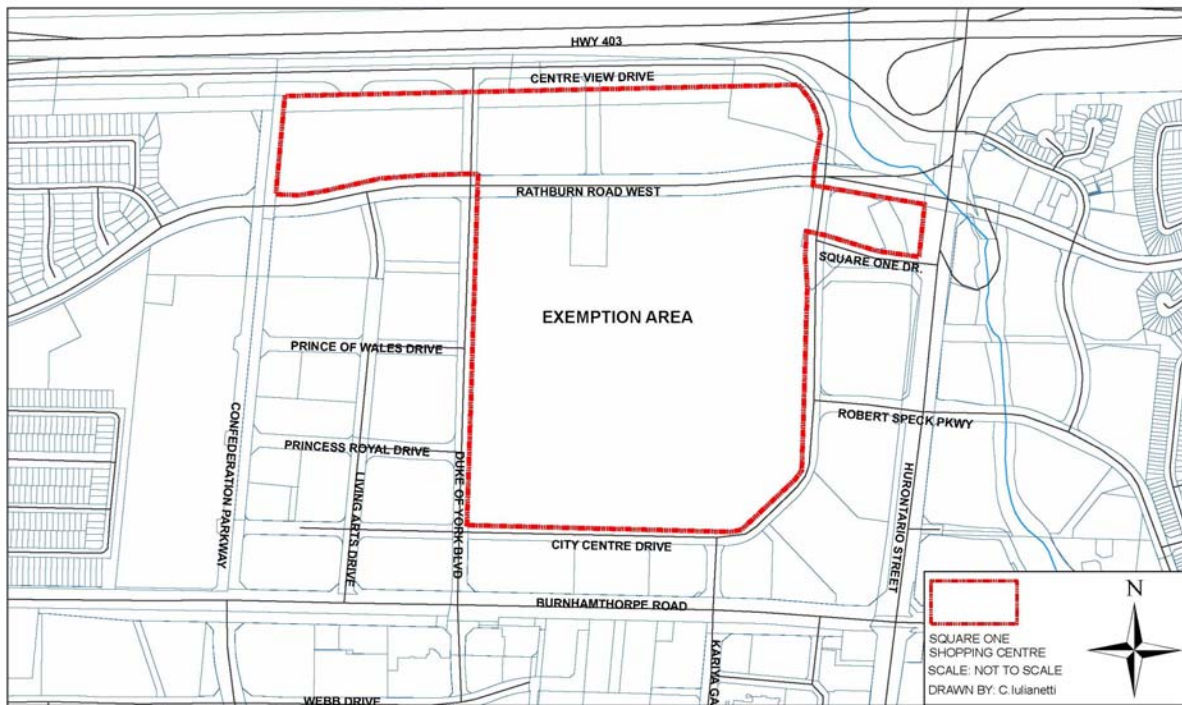 HWY 403
CENTRE VIEW DRIVE
RATHBURN ROAD WEST
SQUARE ONE DR.
EXEMPTION AREA
PRINCE OF WALES DRIVE
CONFEDERATION PARKWAY
ROBERT SPECK PKWY
PRINCESS ROYAL DRIVE
LIVING ARTS DRIVE
DUKE OF YORK BLVD
HURONTARIO STREET
CITY CENTRE DRIVE
BURNHAMTHORPE ROAD
KARIYA GA
WEBB DRIVE
N
SQUARE ONE
SHOPPING CENTRE
SCALE: NOT TO SCALE
DRAWN BY: C. Iulianetti